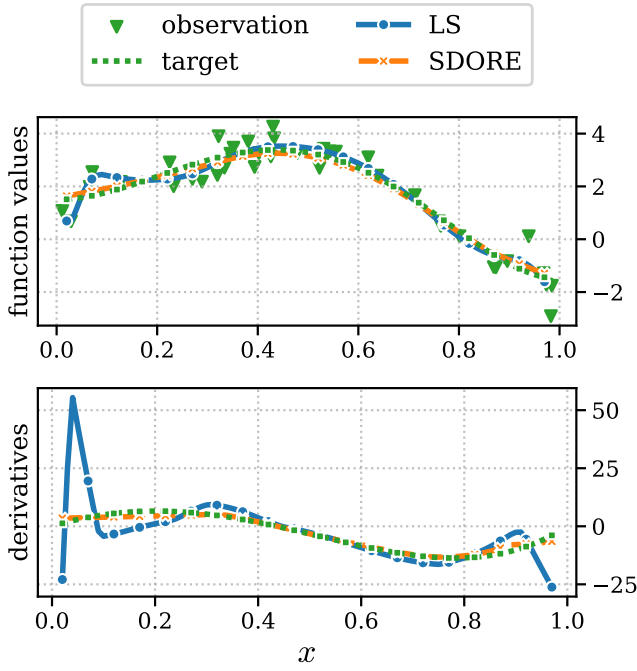 observation LS
target SDORE
function values
4
2
0
−2
0.0 0.2 0.4 0.6 0.8 1.0
derivatives
50
25
0
−25
0.0 0.2 0.4 0.6 0.8 1.0
x